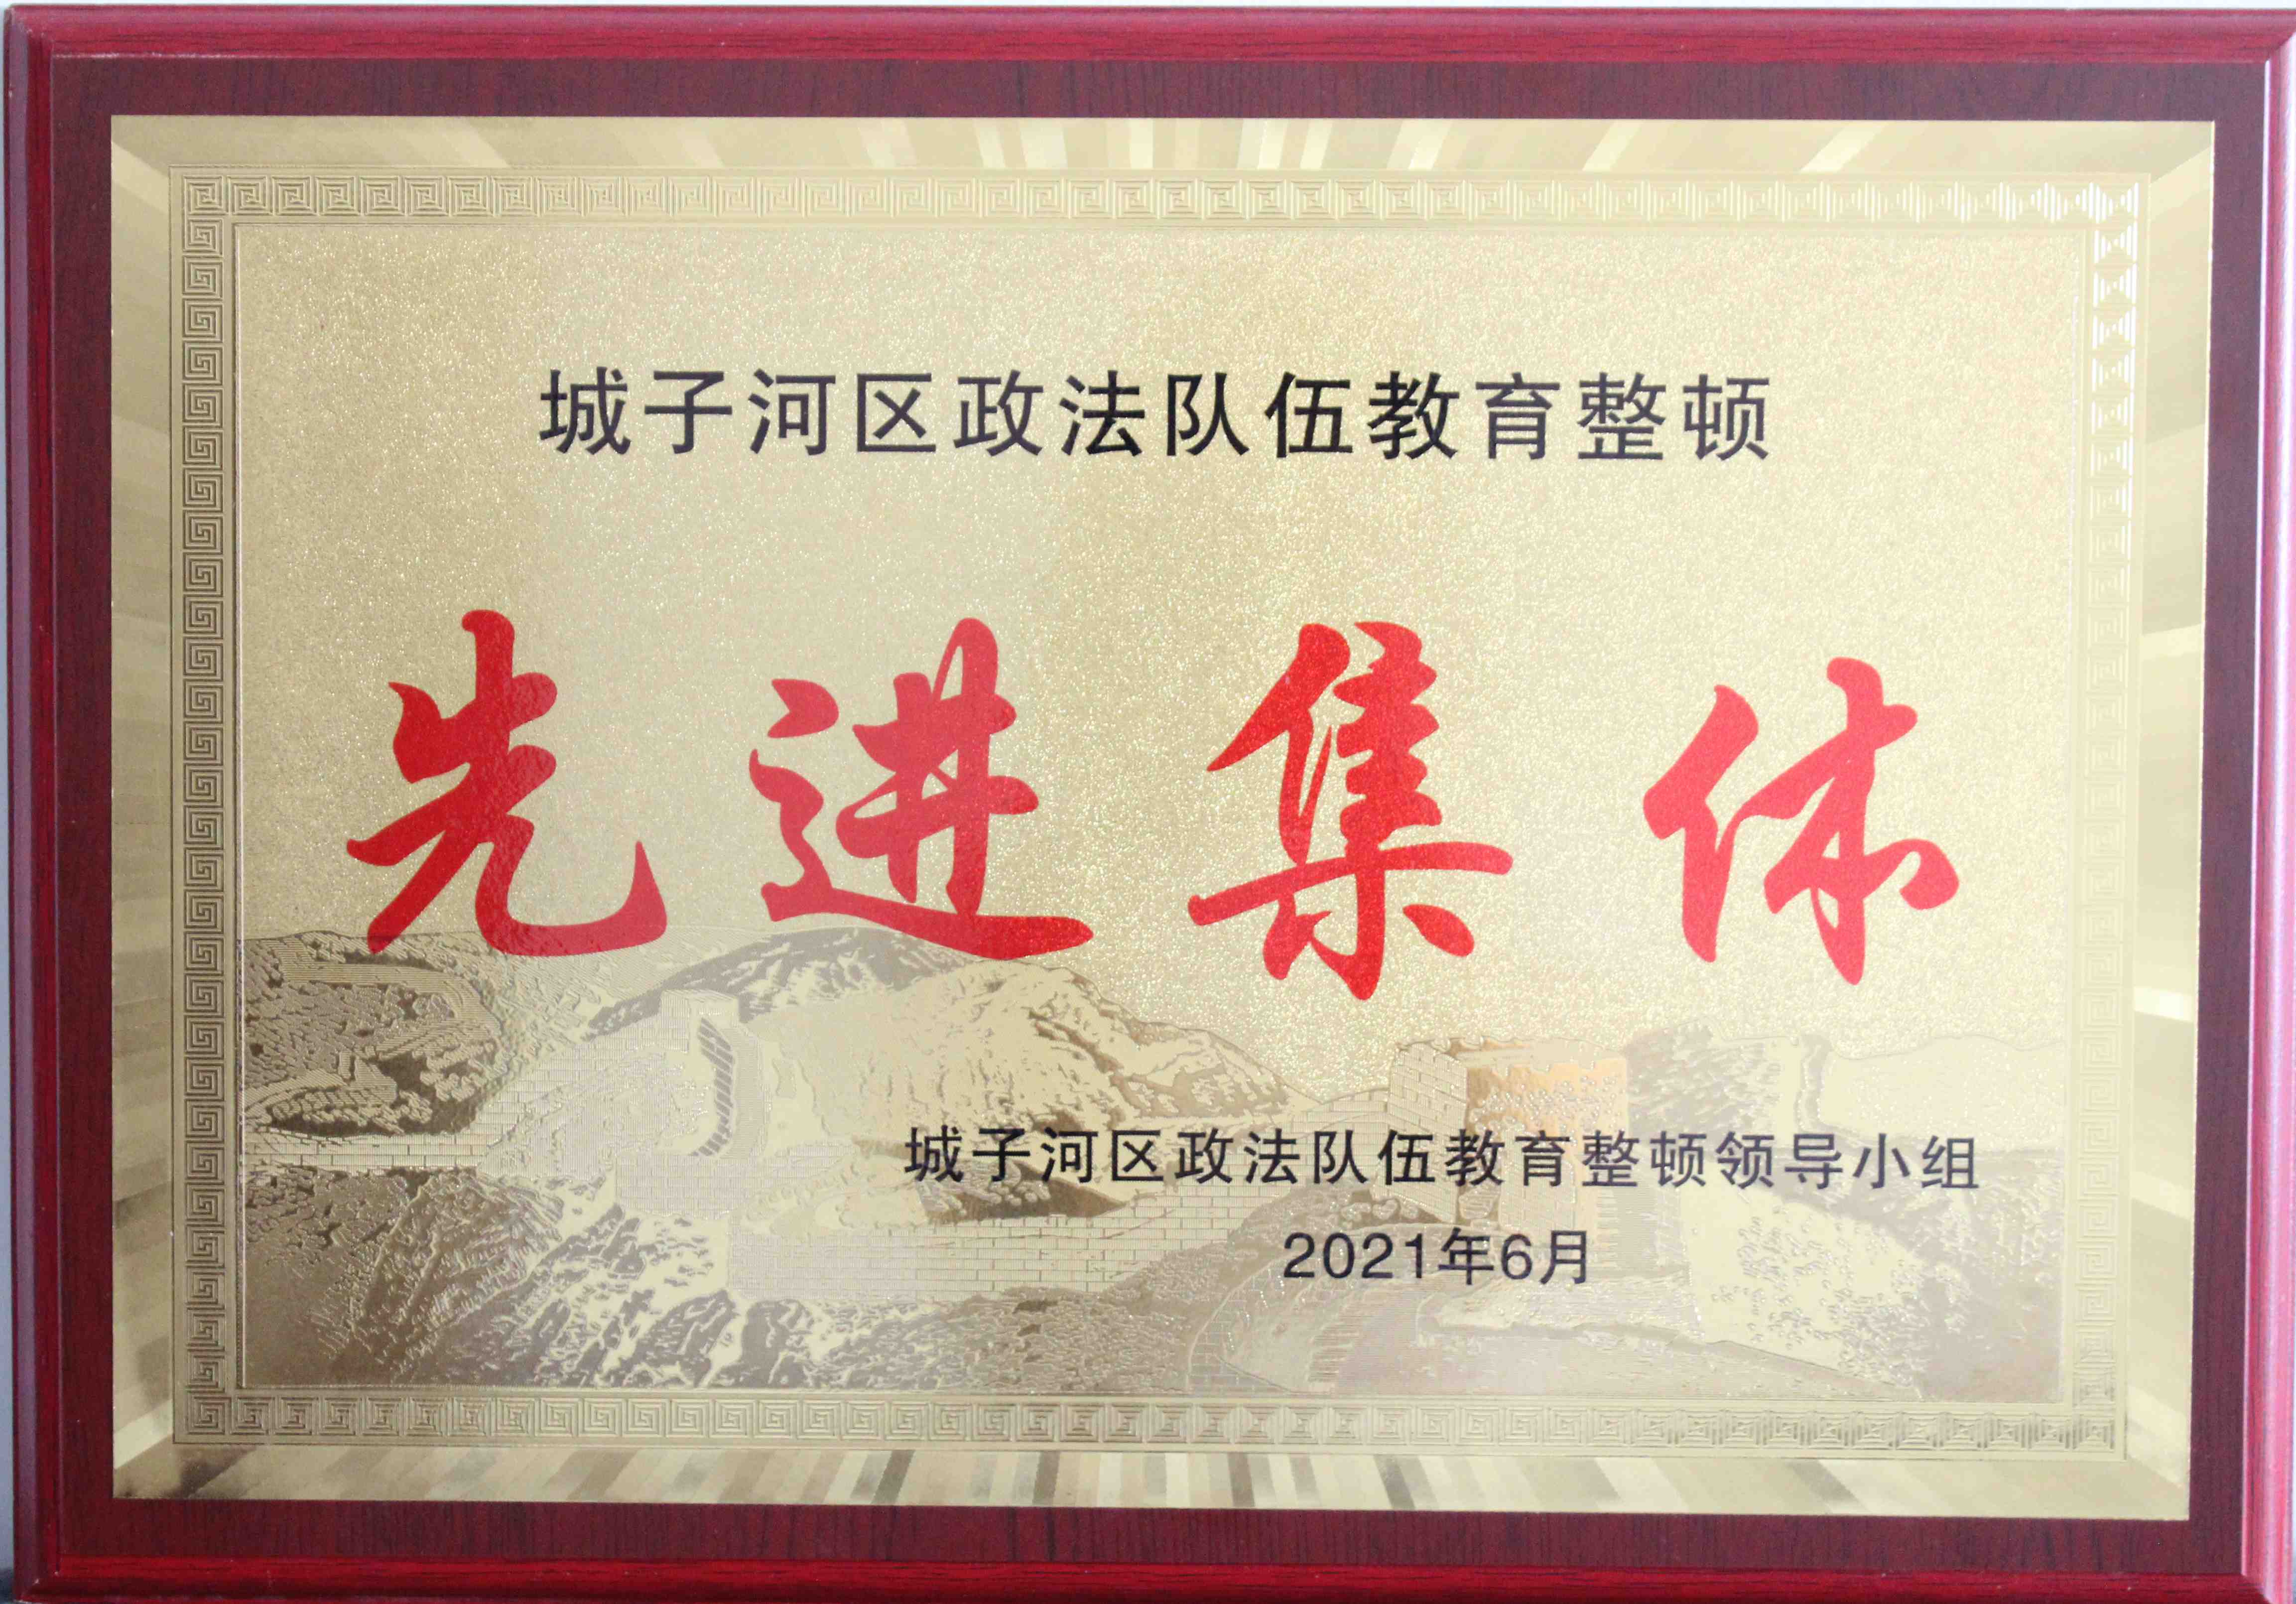 城子河区政法队伍教育整顿
先进集体
城子河区政法队伍教育整顿领导小组
2021年6月